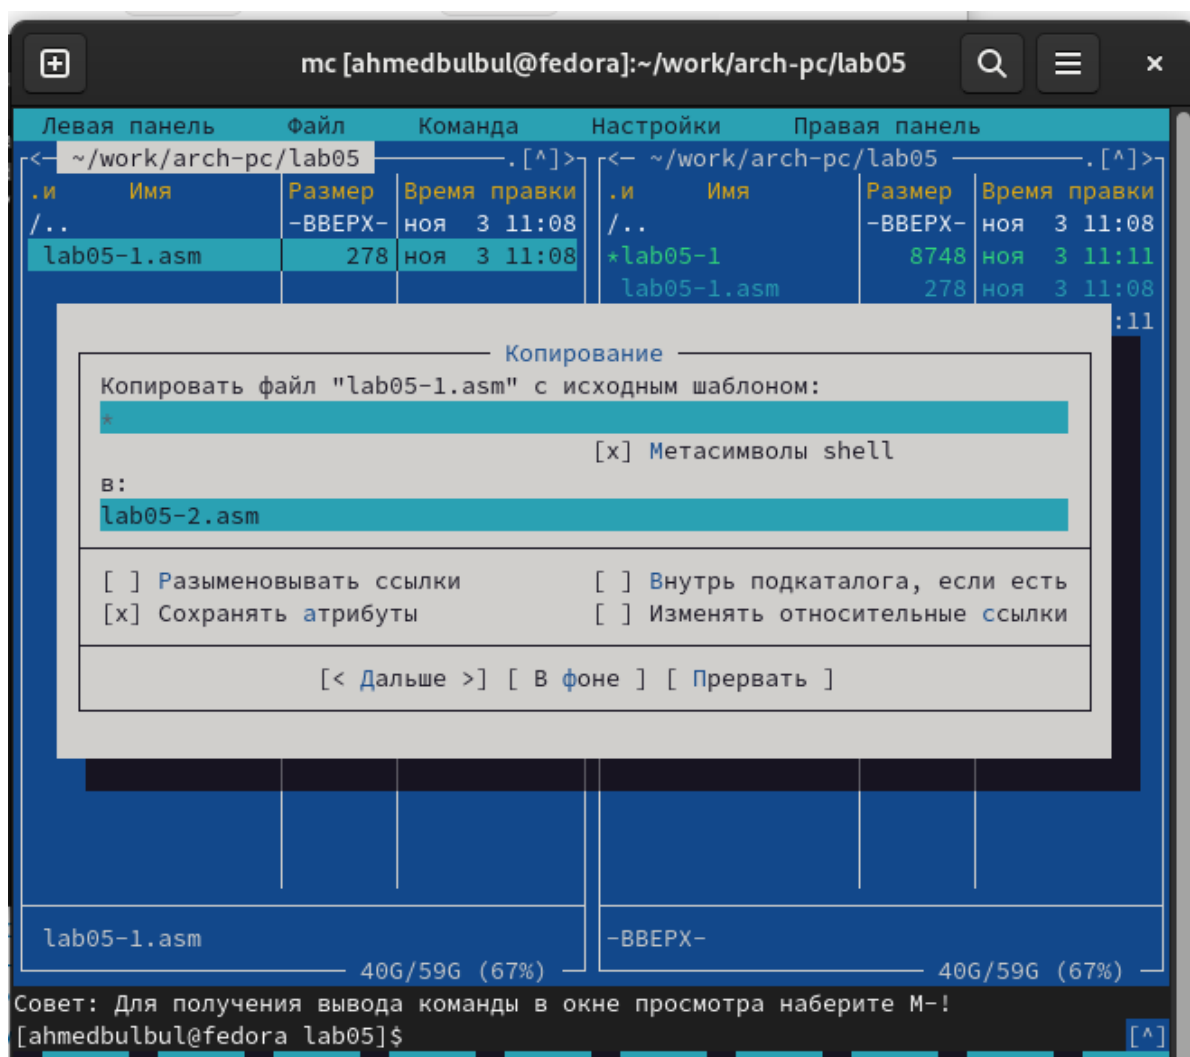 mc [ahmedbulbul@fedora]:~/work/arch-pc/lab05
Левая панель Файл Команда Настройки Правая панель
<— ~/work/arch-pc/lab05 .[^]> <— ~/work/arch-pc/lab05 .[^]>
.и Имя Размер Время правки .и Имя Размер Время правки
/.. -ВВЕРХ- ноя 3 11:08 /.. -ВВЕРХ- ноя 3 11:08
lab05-1.asm 278 ноя 3 11:08 *lab05-1 8748 ноя 3 11:11
lab05-1.asm 278 ноя 3 11:08
:11
Копирование
Копировать файл "lab05-1.asm" с исходным шаблоном:
*
[x] Метасимволы shell
в:
lab05-2.asm
[ ] Разыменовывать ссылки [ ] Внутрь подкаталога, если есть
[x] Сохранять атрибуты [ ] Изменять относительные ссылки
[< Дальше >] [ В фоне ] [ Прервать ]
lab05-1.asm -ВВЕРХ-
40G/59G (67%) 40G/59G (67%)
Совет: Для получения вывода команды в окне просмотра наберите M-!
[ahmedbulbul@fedora lab05]$ [^]